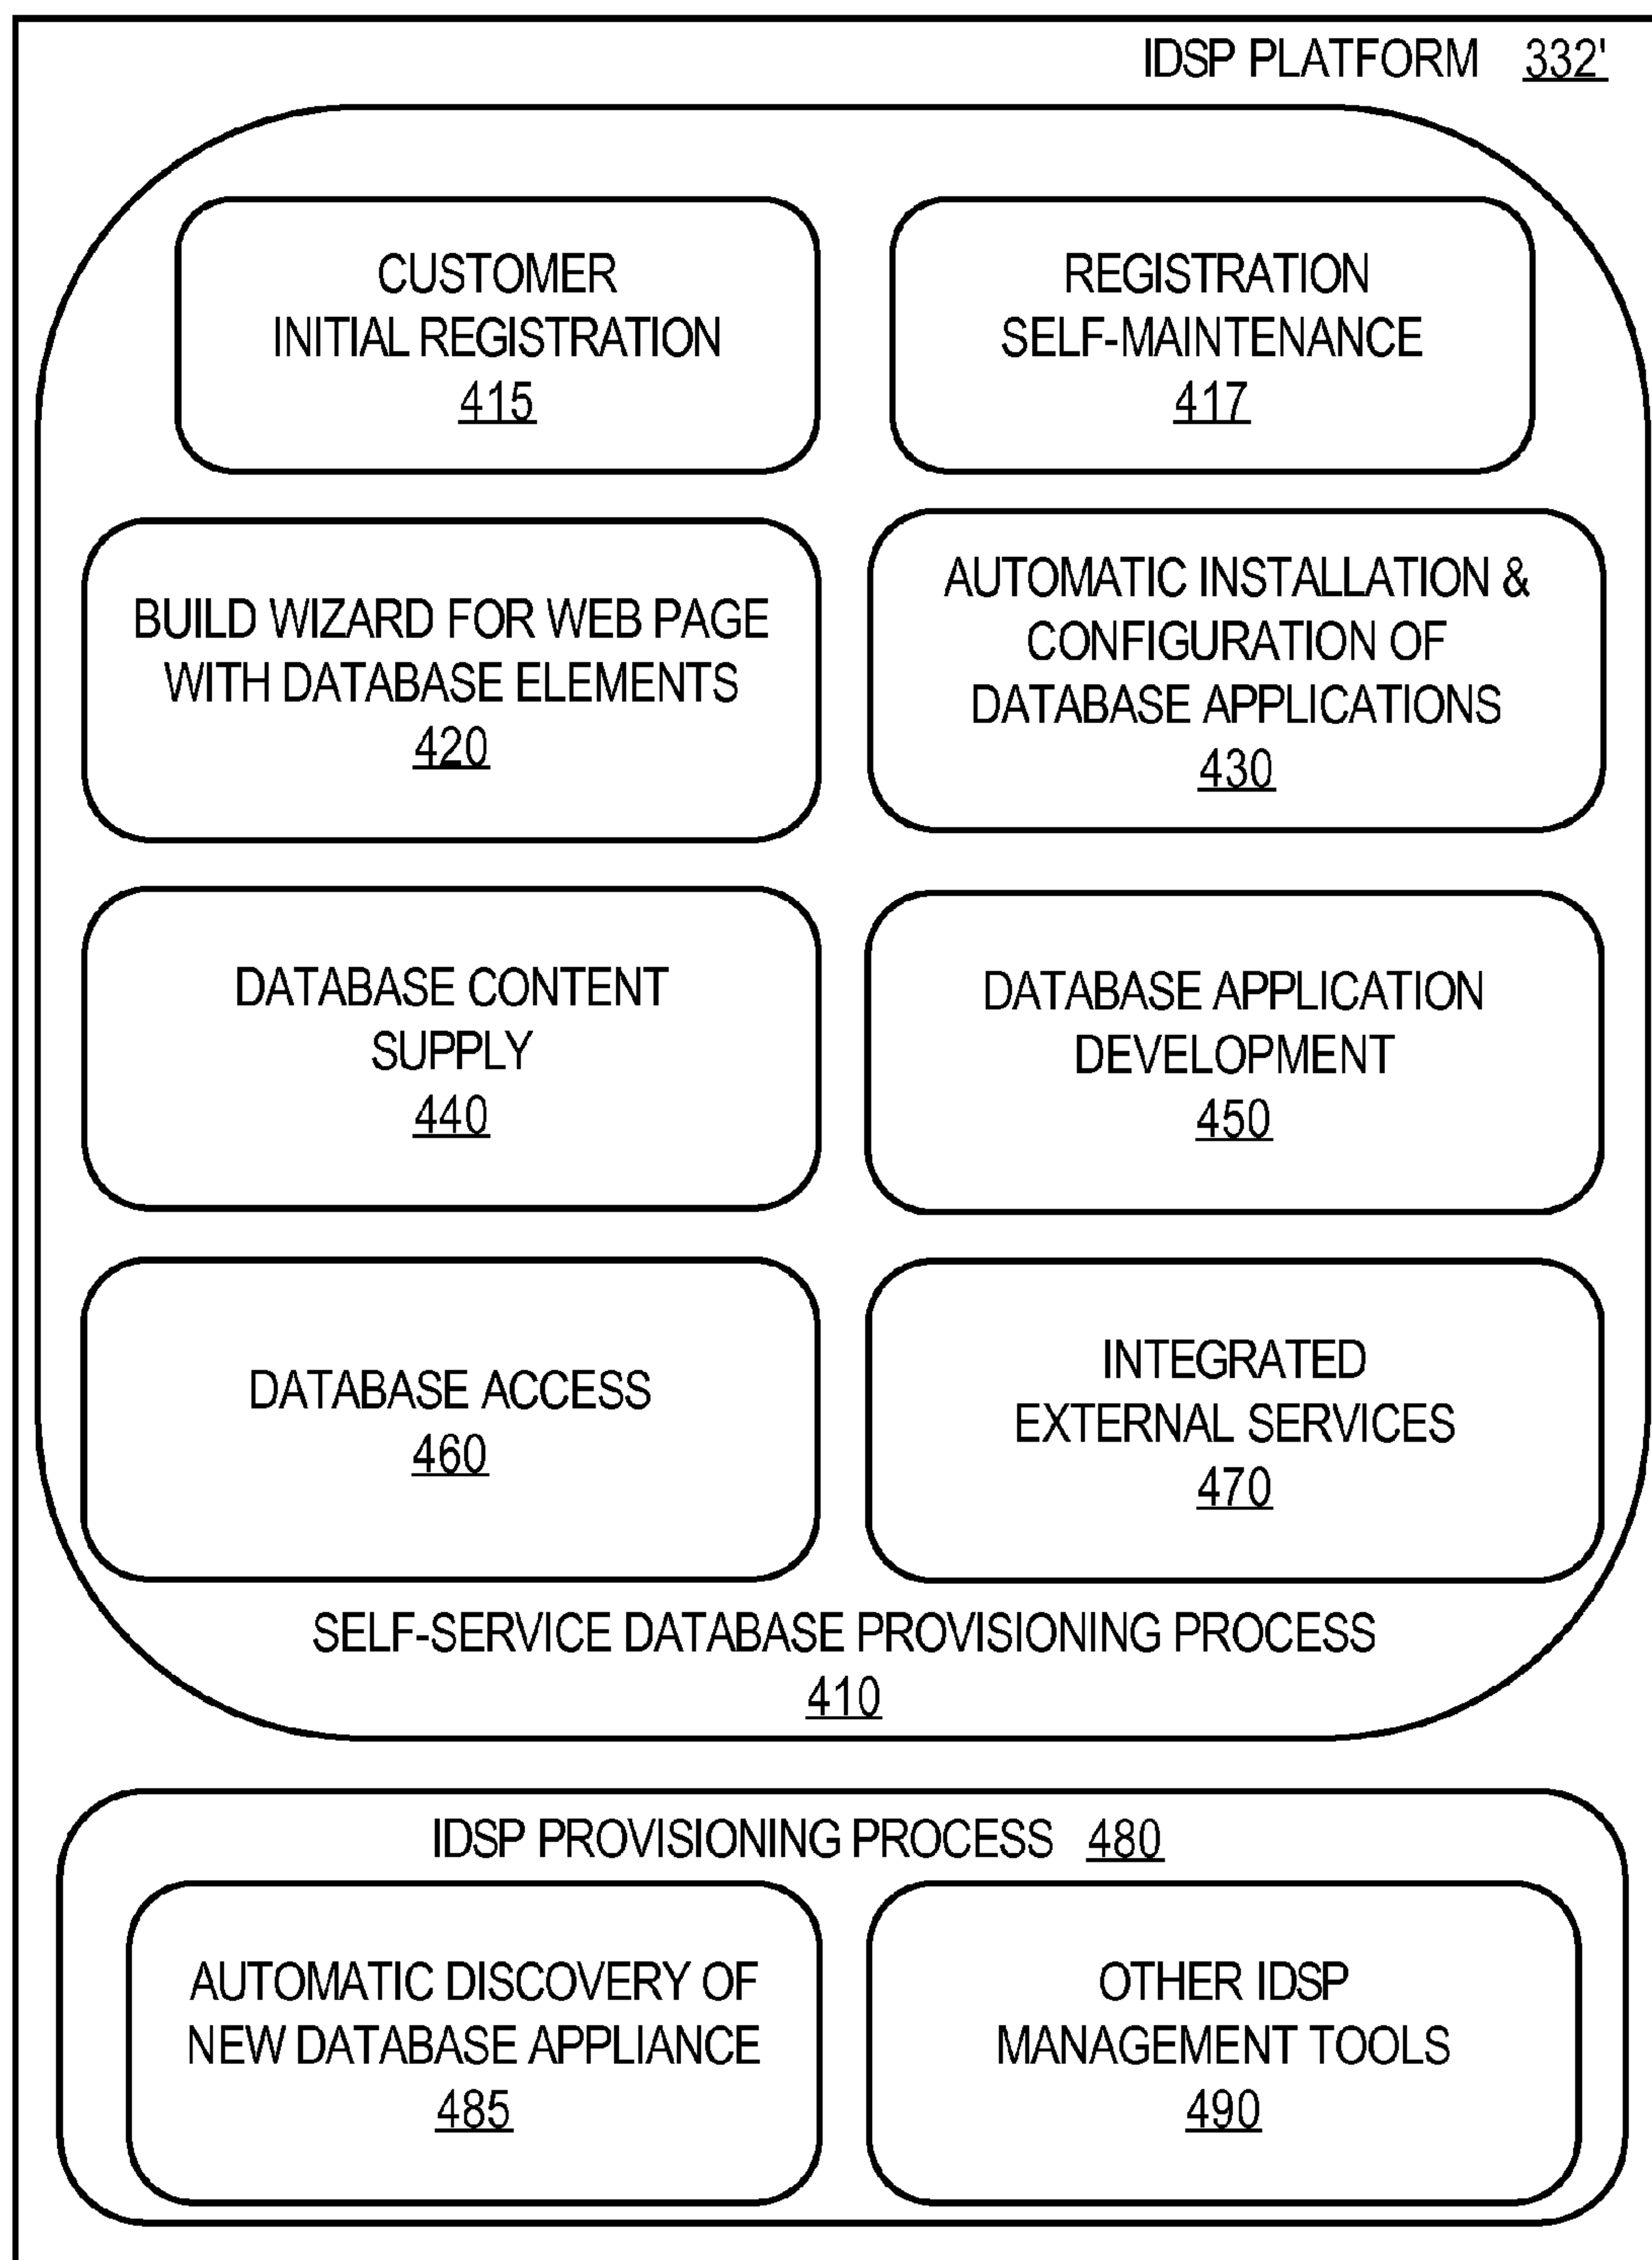 IDSP PLATFORM 332'
CUSTOMER
INITIAL REGISTRATION
415
REGISTRATION
SELF-MAINTENANCE
417
BUILD WIZARD FOR WEB PAGE
WITH DATABASE ELEMENTS
420
AUTOMATIC INSTALLATION &
CONFIGURATION OF
DATABASE APPLICATIONS
430
DATABASE CONTENT
SUPPLY
440
DATABASE APPLICATION
DEVELOPMENT
450
DATABASE ACCESS
460
INTEGRATED
EXTERNAL SERVICES
470
SELF-SERVICE DATABASE PROVISIONING PROCESS
410
IDSP PROVISIONING PROCESS 480
AUTOMATIC DISCOVERY OF
NEW DATABASE APPLIANCE
485
OTHER IDSP
MANAGEMENT TOOLS
490